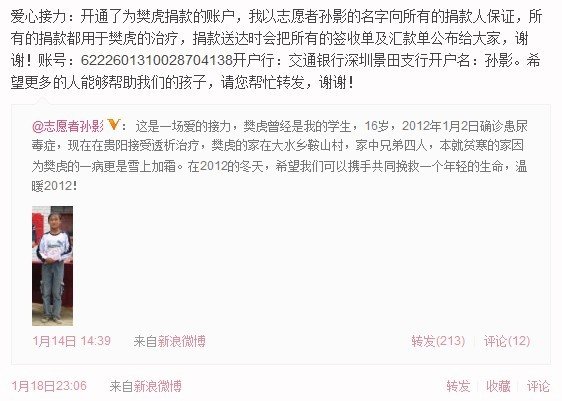 爱心接力：开通了为樊虎捐款的账户，我以志愿者孙影的名字向所有的捐款人保证，所
有的捐款都用于樊虎的治疗，捐款送达时会把所有的签收单及汇款单公布给大家，谢
谢！账号：6222601310028704138开户行：交通银行深圳景田支行开户名：孙影。希
望更多的人能够帮助我们的孩子，请您帮忙转发，谢谢！
@志愿者孙影：这是一场爱的接力，樊虎曾经是我的学生，16岁，2012年1月2日确诊患尿
毒症，现在在贵阳接受透析治疗，樊虎的家在大水乡鞍山村，家中兄弟四人，本就贫寒的家因
为樊虎的一病更是雪上加霜。在2012的冬天，希望我们可以携手共同挽救一个年轻的生命，温
暖2012！
1月14日 14:39 来自新浪微博 转发(213) 评论(12)
1月18日23:06 来自新浪微博 转发 收藏 评论